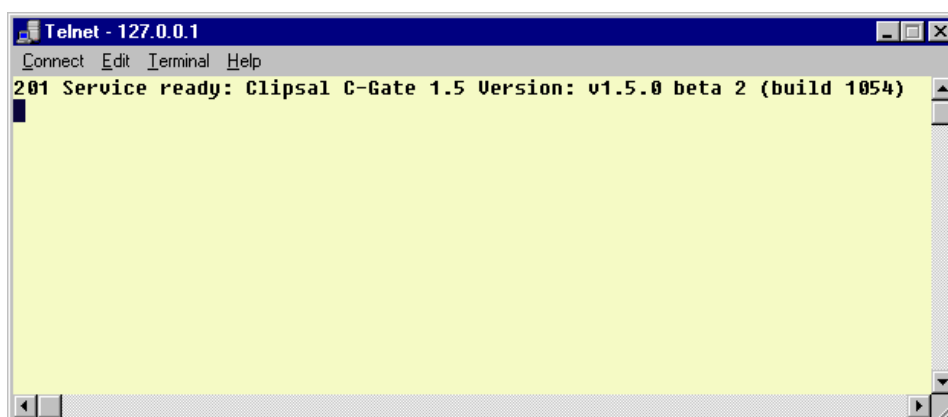 Telnet - 127.0.0.1
Connect Edit Terminal Help
201 Service ready: Clipsal C-Gate 1.5 Version: v1.5.0 beta 2 (build 1054)